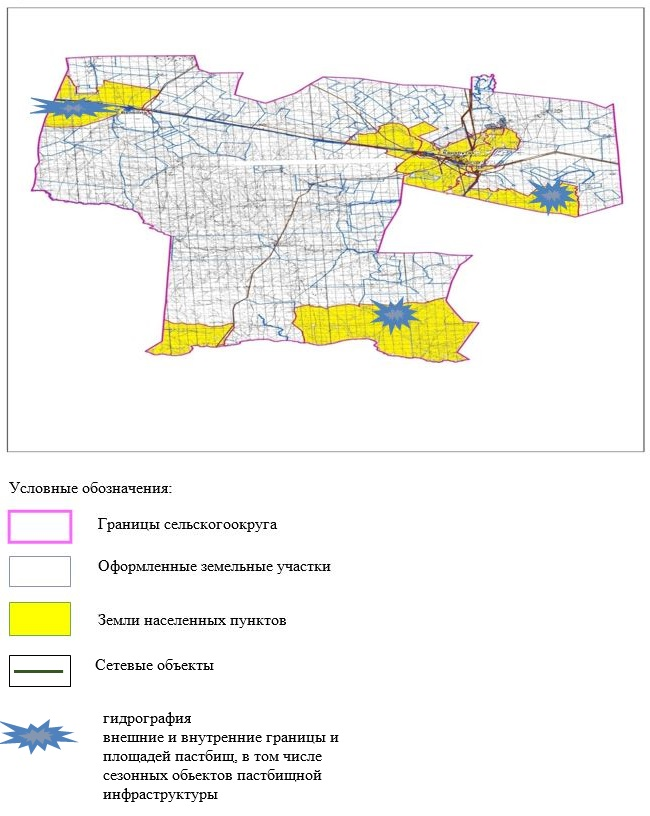 Условные обозначения:
Границы сельскогоокруга
Оформленные земельные участки
Земли населенных пунктов
Сетевые объекты
гидрография
внешние и внутренние границы и
площадей пастбищ, в том числе
сезонных обьектов пастбищной
инфраструктуры